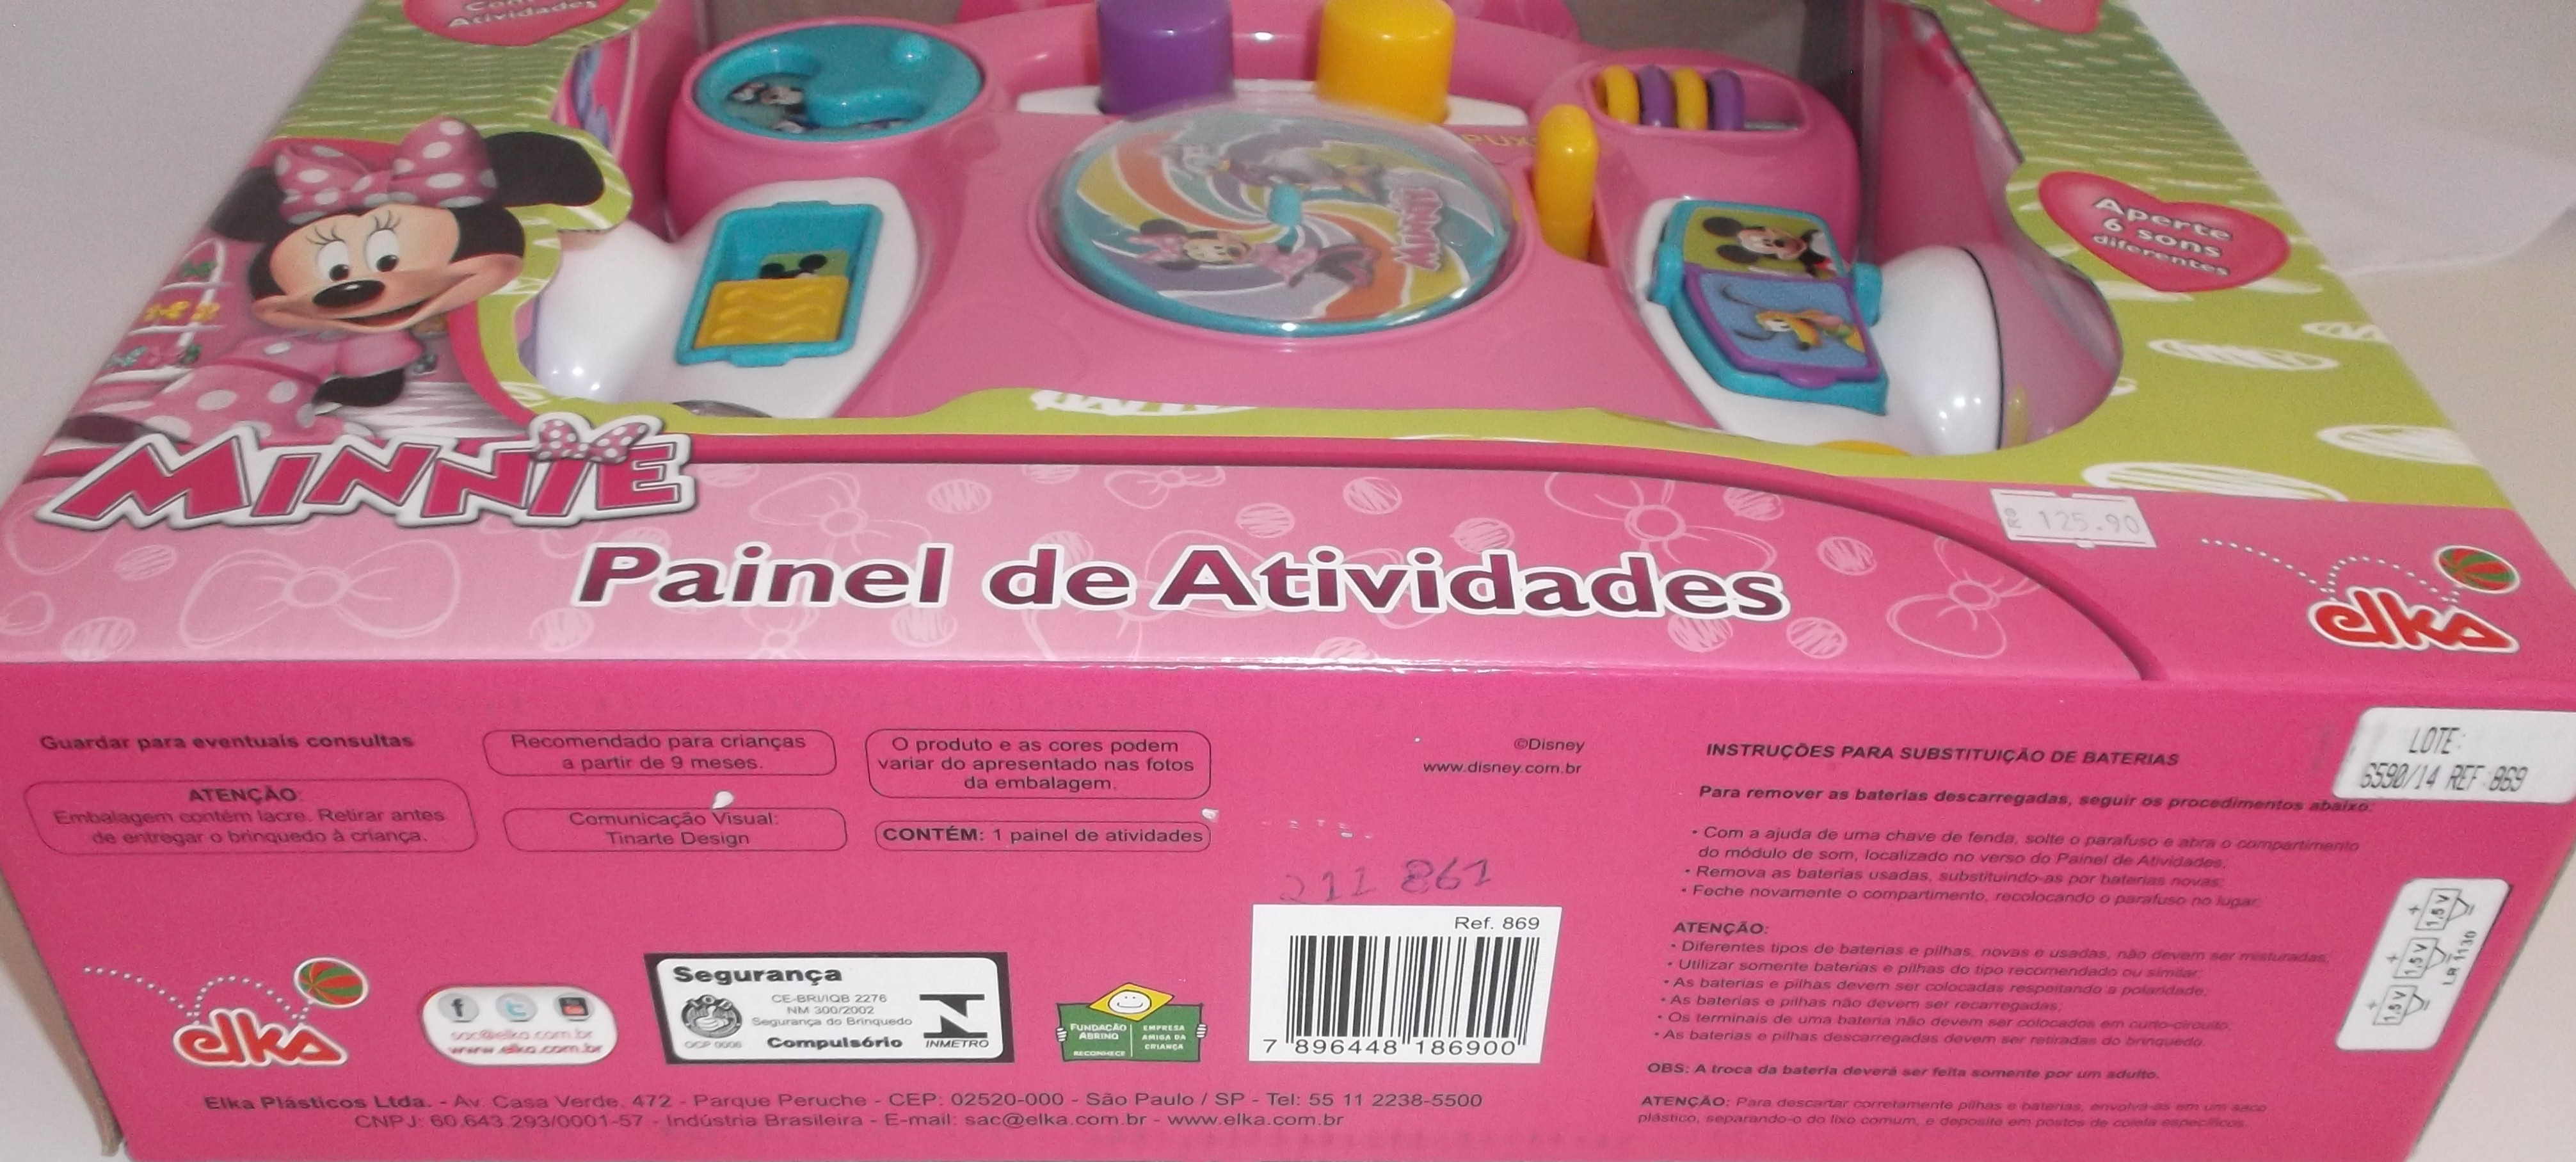 Com
Atividades
PUX
MINNIE
Aperte
6 sons
diferentes
MINNIE
R$ 125.90
Painel de Atividades
elka
Guardar para eventuais consultas
ATENÇÃO:
Embalagem contém lacre. Retirar antes
de entregar o brinquedo à criança.
Recomendado para crianças
a partir de 9 meses.
Comunicação Visual:
Tinarte Design
O produto e as cores podem
variar do apresentado nas fotos
da embalagem.
CONTÉM: 1 painel de atividades
©Disney
www.disney.com.br
211 861
Ref. 869
7 896448 186900
INSTRUÇÕES PARA SUBSTITUIÇÃO DE BATERIAS
Para remover as baterias descarregadas, seguir os procedimentos abaixo:
• Com a ajuda de uma chave de fenda, solte o parafuso e abra o compartimento
do módulo de som, localizado no verso do Painel de Atividades;
• Remova as baterias usadas, substituindo-as por baterias novas;
• Feche novamente o compartimento, recolocando o parafuso no lugar.
ATENÇÃO:
• Diferentes tipos de baterias e pilhas, novas e usadas, não devem ser misturadas;
• Utilizar somente baterias e pilhas do tipo recomendado ou similar;
• As baterias e pilhas devem ser colocadas respeitando a polaridade;
• As baterias e pilhas não devem ser recarregadas;
• Os terminais de uma bateria não devem ser colocados em curto-circuito;
• As baterias e pilhas descarregadas devem ser retiradas do brinquedo.
OBS: A troca da bateria deverá ser feita somente por um adulto.
ATENÇÃO: Para descartar corretamente pilhas e baterias, envolva-as em um saco
plástico, separando-o do lixo comum, e deposite em postos de coleta específicos.
LOTE:
6590/14 REF:869
+ 1,5 V
+ 1,5 V
+ 1,5 V
LR 1130
elka
sac@elka.com.br
www.elka.com.br
Segurança
CE-BRI/IQB 2276
NM 300/2002
Segurança do Brinquedo
OCP 0006
Compulsório
INMETRO
FUNDAÇÃO
ABRINQ
RECONHECE
EMPRESA
AMIGA DA
CRIANÇA
Elka Plásticos Ltda. - Av. Casa Verde, 472 - Parque Peruche - CEP: 02520-000 - São Paulo / SP - Tel: 55 11 2238-5500
CNPJ: 60.643.293/0001-57 - Indústria Brasileira - E-mail: sac@elka.com.br - www.elka.com.br